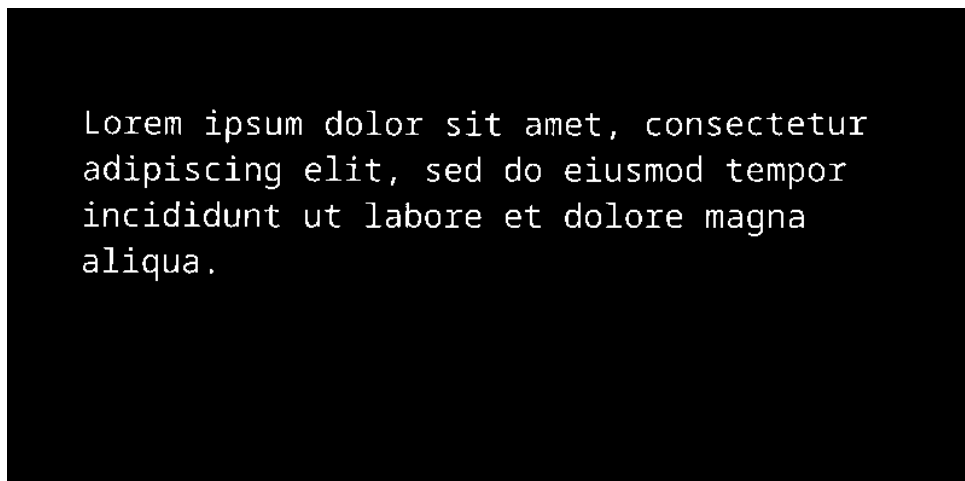 Lorem ipsum dolor sit amet, consectetur
adipiscing elit, sed do eiusmod tempor
incididunt ut labore et dolore magna
aliqua.